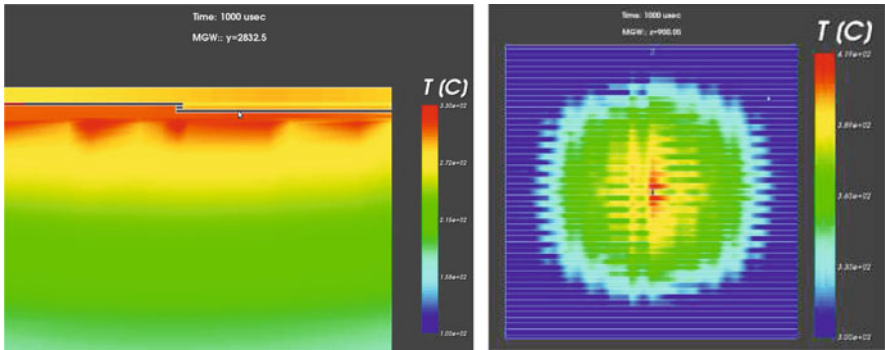 Time: 1000 usec
MGW:: y=2832.5
T (C)
3.30e+02
2.72e+02
2.15e+02
1.58e+02
1.00e+02
Time: 1000 usec
MGW:: z=900.05
T (C)
4.19e+02
3.89e+02
3.60e+02
3.30e+02
3.00e+02